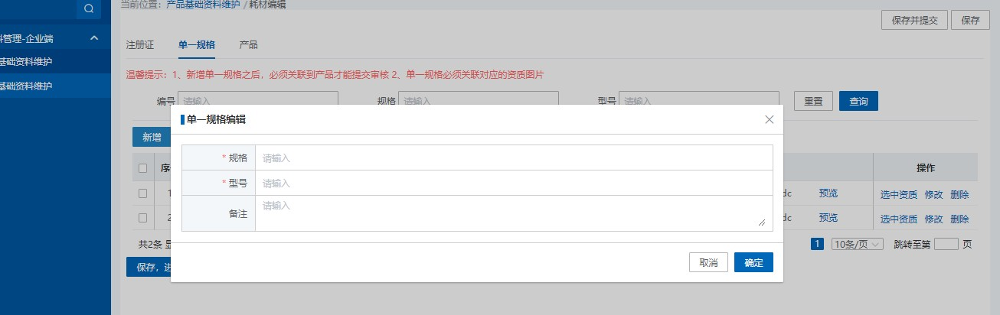 当前位置：产品基础资料维护 / 耗材编辑
保存并提交 保存
料管理-企业端
基础资料维护
基础资料维护
注册证 单一规格 产品
温馨提示：1、新增单一规格之后，必须关联到产品才能提交审核 2、单一规格必须关联对应的资质图片
编号 请输入 规格 请输入 型号 请输入 重置 查询
单一规格编辑
新增
* 规格 请输入
* 型号 请输入
备注 请输入
取消 确定
序 操作
1 dc 预览 选中资质 修改 删除
2 dc 预览 选中资质 修改 删除
共2条 显 1 10条/页 跳转至第 页
保存，进